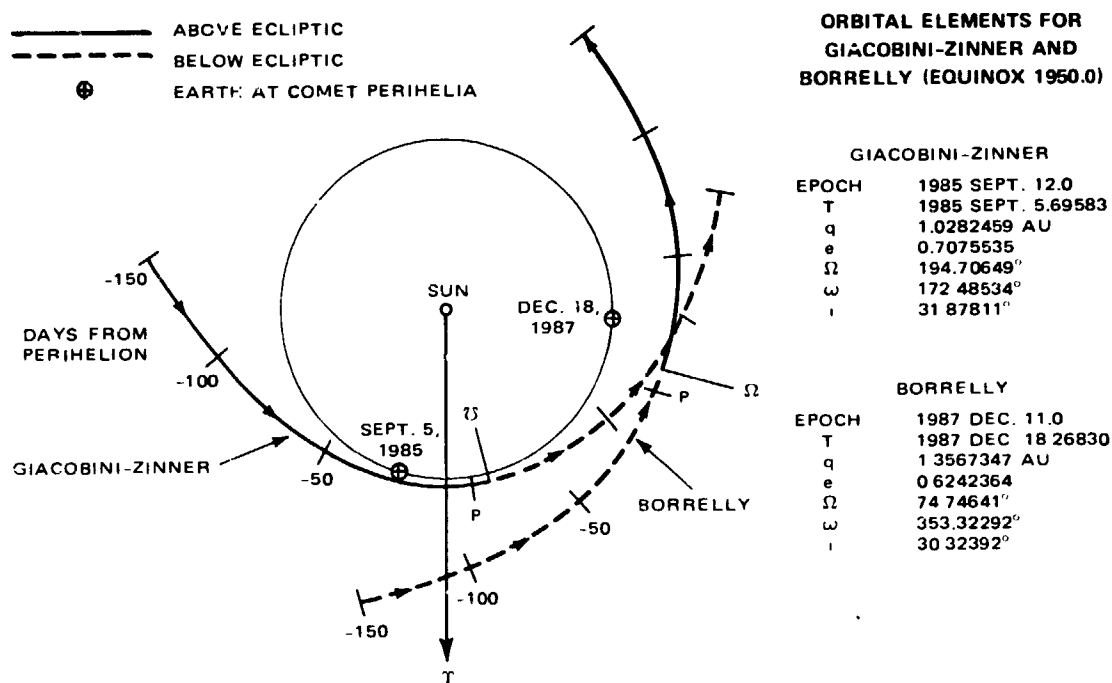 ABOVE ECLIPTIC
BELOW ECLIPTIC
⊕ EARTH AT COMET PERIHELIA
ORBITAL ELEMENTS FOR
GIACOBINI-ZINNER AND
BORRELLY (EQUINOX 1950.0)
GIACOBINI-ZINNER
EPOCH 1985 SEPT. 12.0
T 1985 SEPT. 5.69583
q 1.0282459 AU
e 0.7075535
Ω 194.70649°
ω 172 48534°
ı 31 87811°
BORRELLY
EPOCH 1987 DEC. 11.0
T 1987 DEC 18 26830
q 1 3567347 AU
e 0 6242364
Ω 74 74641°
ω 353.32292°
ı 30 32392°
-150
SUN
DEC. 18,
1987
DAYS FROM
PERIHELION
-100
Ω
P
℧
SEPT. 5,
1985
GIACOBINI-ZINNER
-50
P
BORRELLY
-50
-100
-150
♈